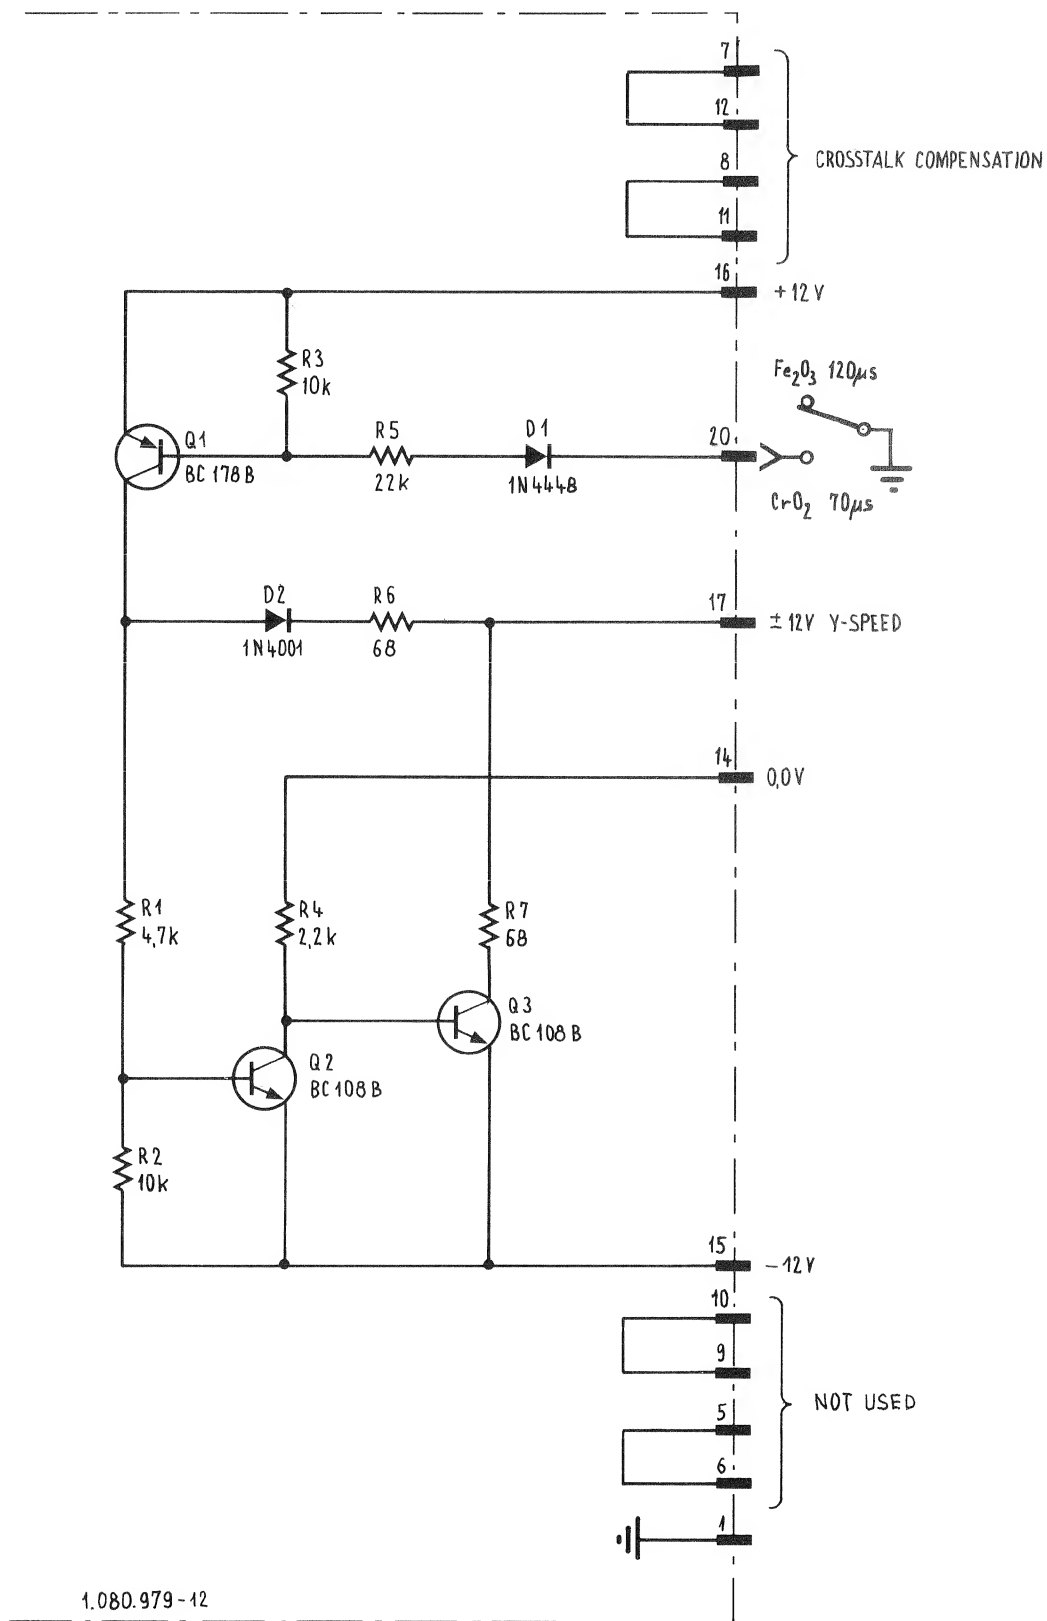 7
12
CROSSTALK COMPENSATION
8
11
16
+12V
R3
10k
Fe₂O₃ 120µs
Q1
BC 178 B
R5
22k
D1
1N4448
20
CrO₂ 70µs
D2
1N4001
R6
68
17
±12V Y-SPEED
14
0,0V
R1
4,7k
R4
2,2k
R7
68
Q3
BC 108 B
Q2
BC 108 B
R2
10k
15
-12V
10
9
NOT USED
5
6
1
1.080.979-12